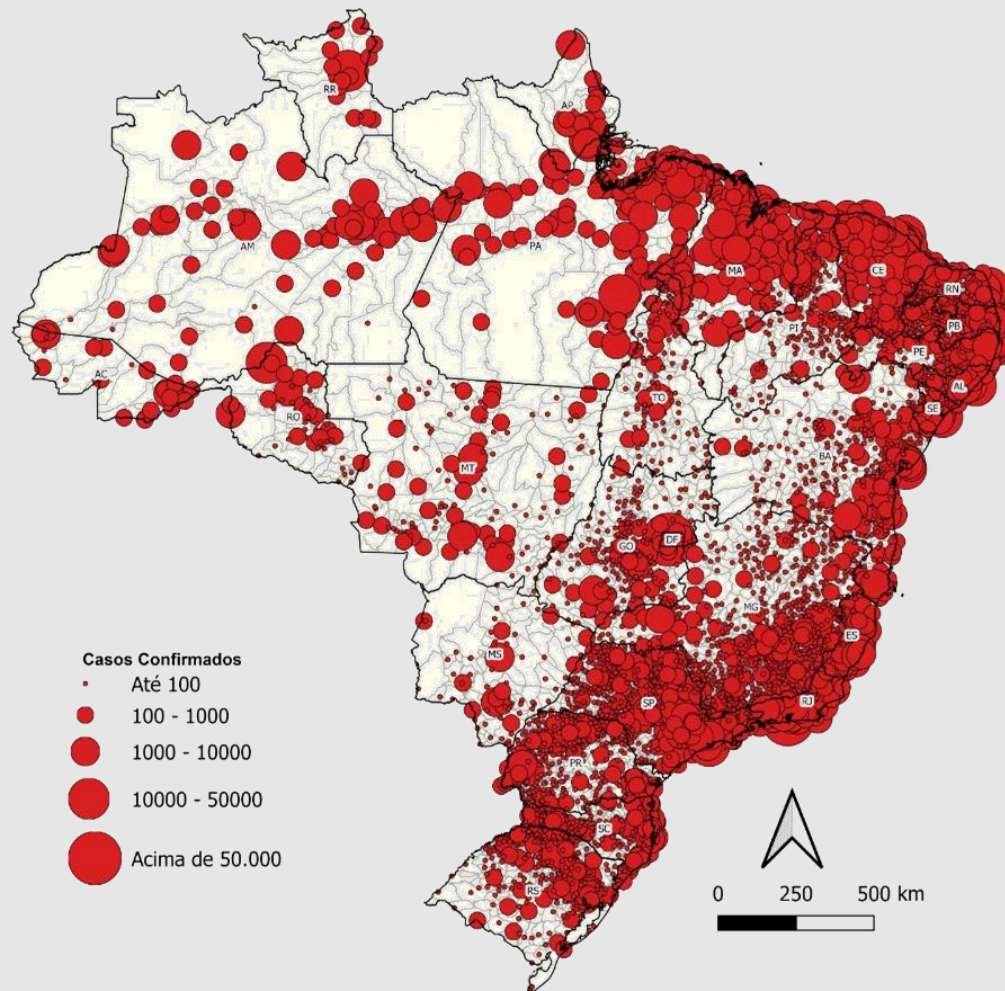 RR
AP
AM
PA
MA
CE
RN
PB
PI
PE
AL
SE
AC
TO
RO
BA
MT
GO
DF
MG
MS
ES
SP
RJ
PR
SC
RS
Casos Confirmados
Até 100
100 - 1000
1000 - 10000
10000 - 50000
Acima de 50.000
0 250 500 km